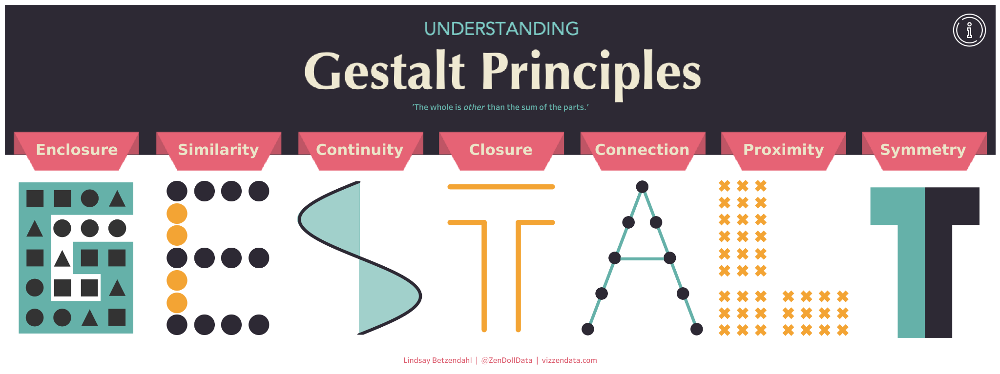 UNDERSTANDING
Gestalt Principles
'The whole is other than the sum of the parts.'
Enclosure
Similarity
Continuity
Closure
Connection
Proximity
Symmetry
G E S T A L T
Lindsay Betzendahl | @ZenDollData | vizzendata.com